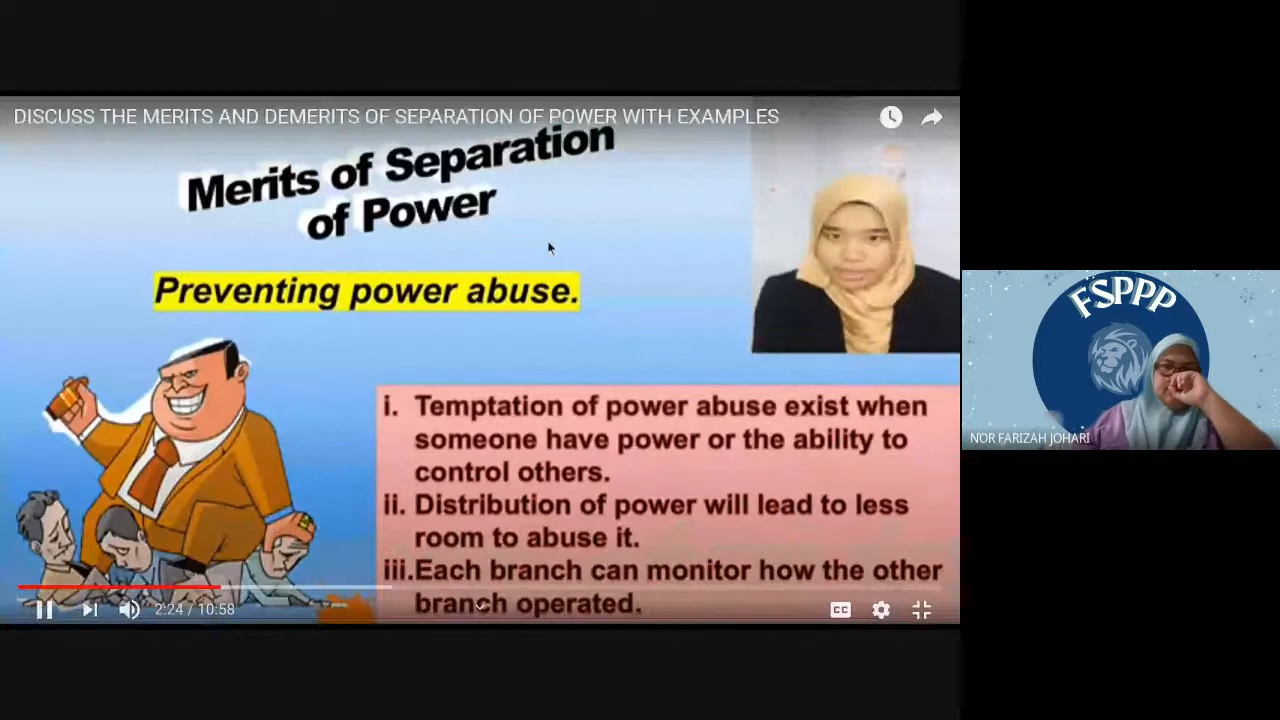 DISCUSS THE MERITS AND DEMERITS OF SEPARATION OF POWER WITH EXAMPLES
Merits of Separation
of Power
Preventing power abuse.
i. Temptation of power abuse exist when
someone have power or the ability to
control others.
ii. Distribution of power will lead to less
room to abuse it.
iii.Each branch can monitor how the other
branch operated.
2:24 / 10:58
CC
FSPPP
NOR FARIZAH JOHARI